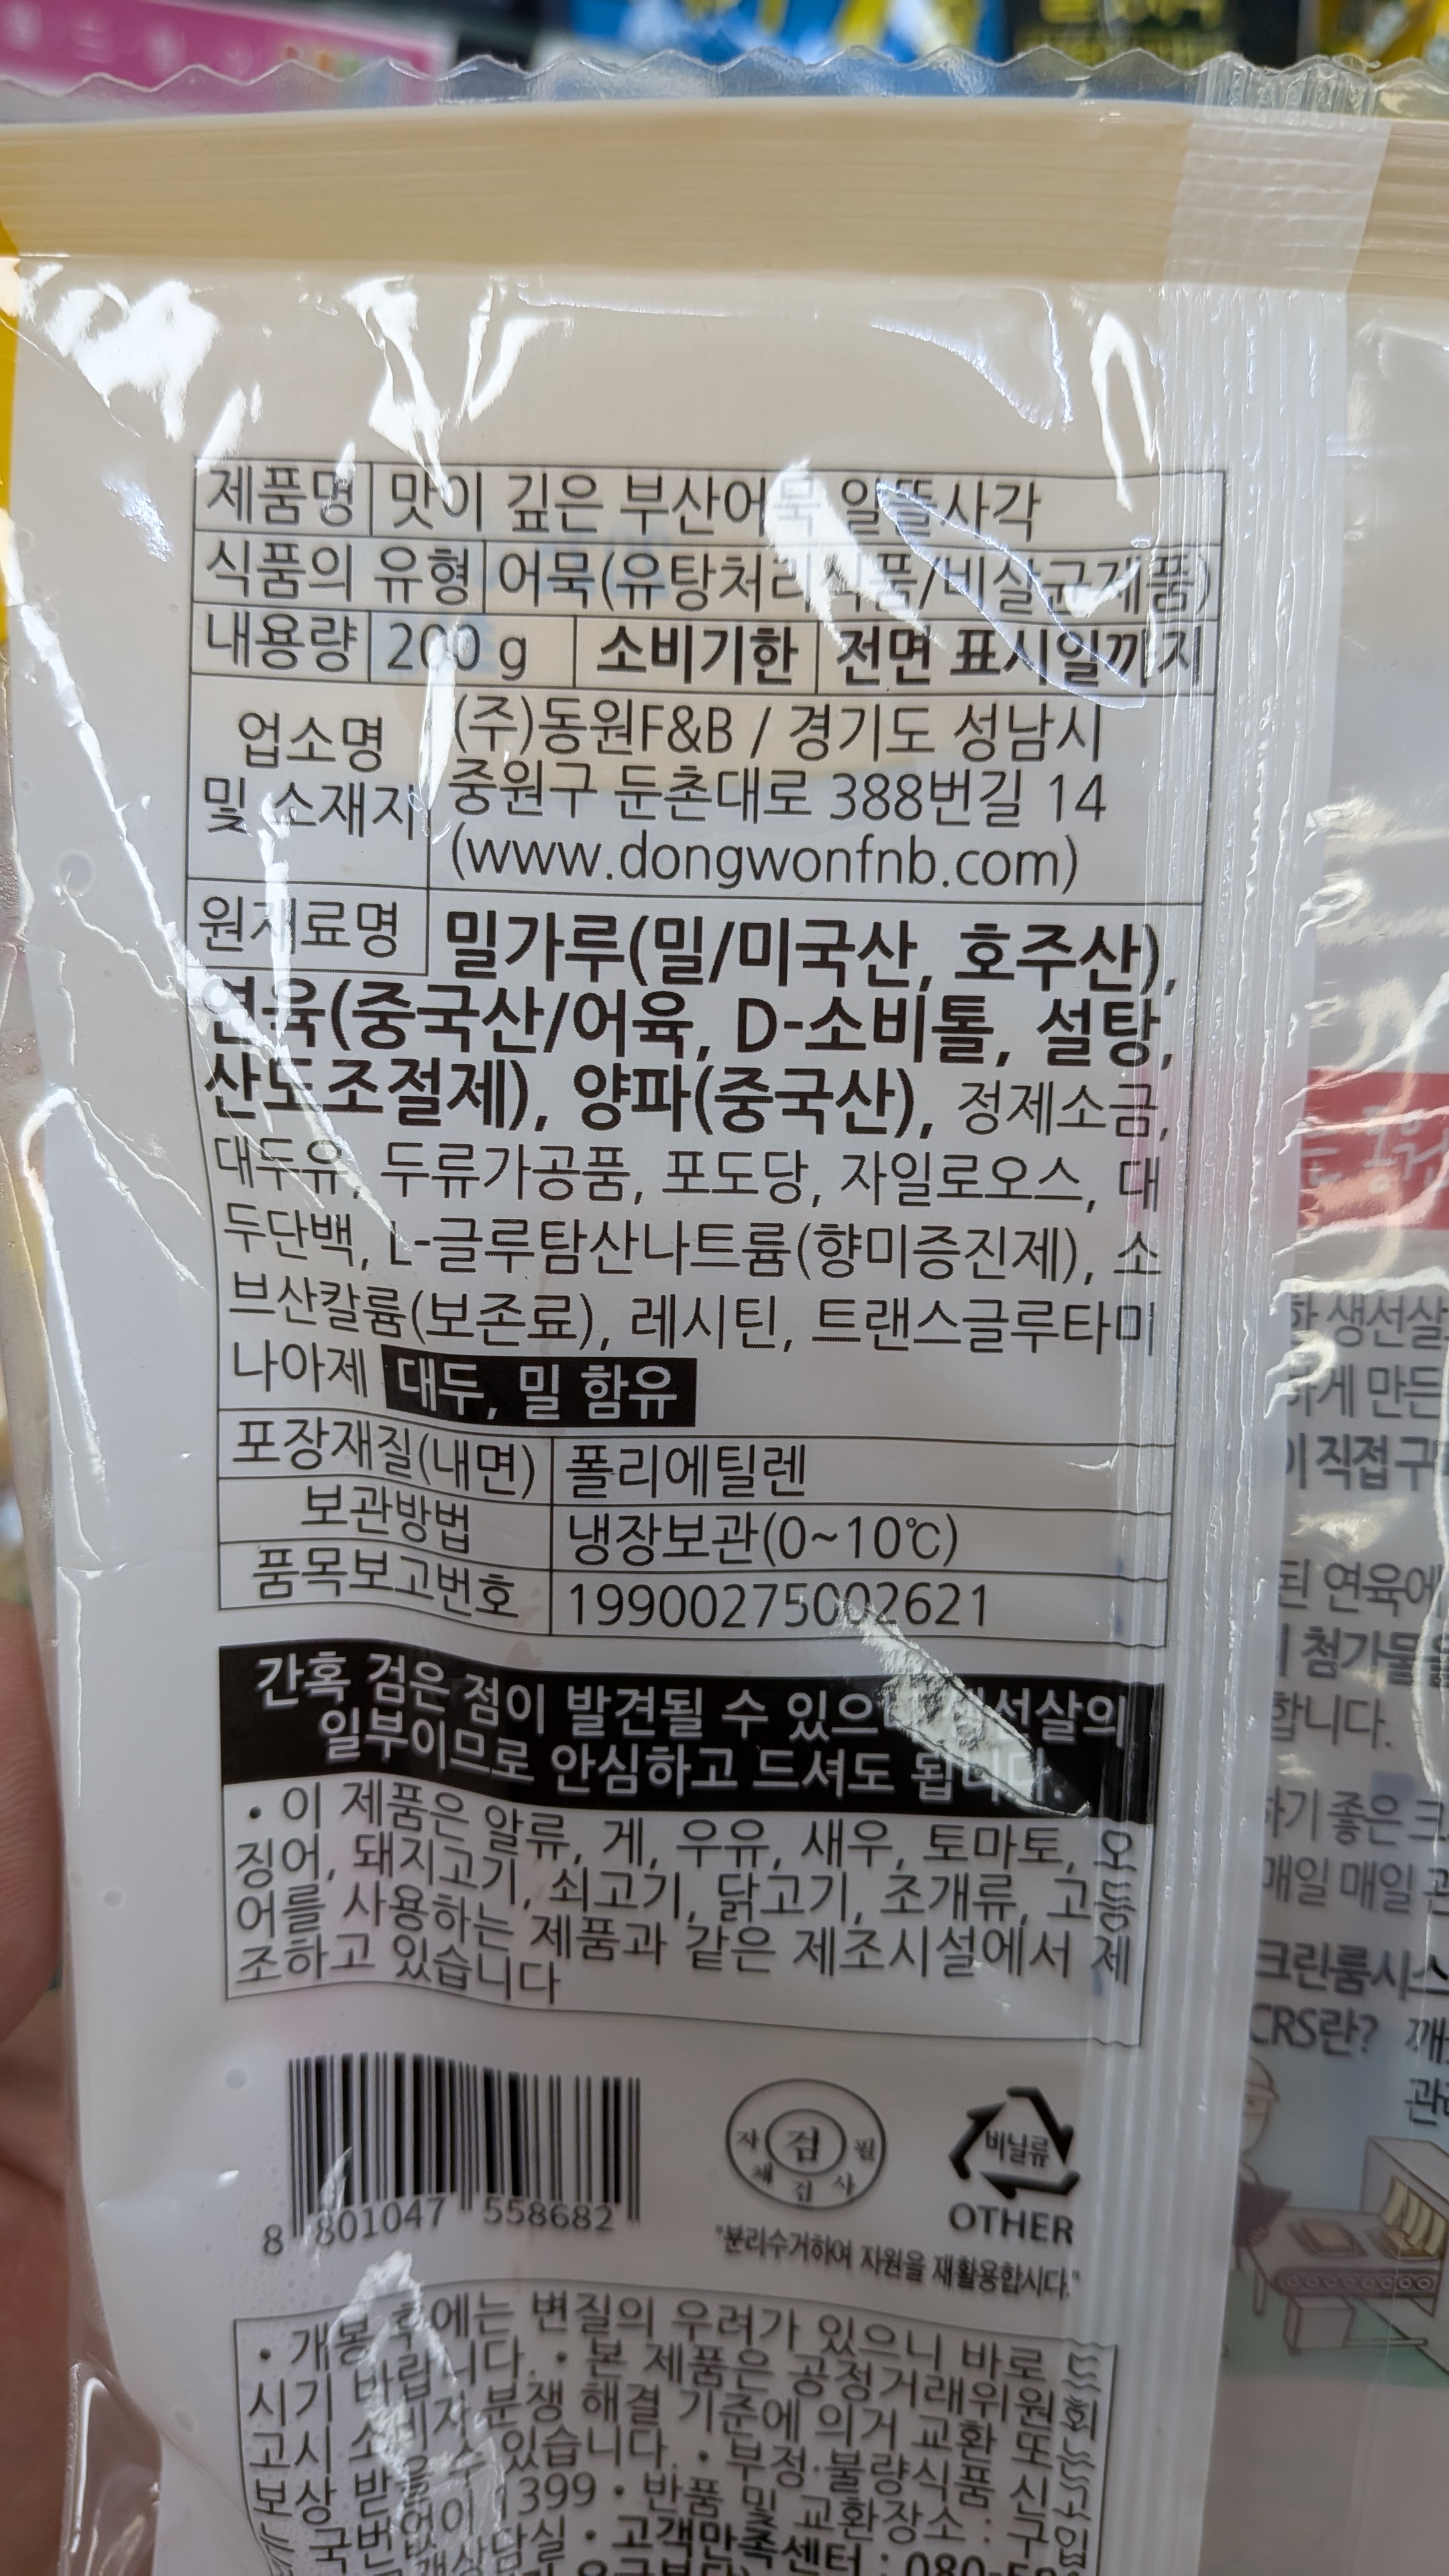 제품명 맛이 깊은 부산어묵 알뜰사각
식품의 유형 어묵(유탕처리식품/비살균제품)
내용량 200 g 소비기한 전면 표시일까지
업소명 및 소재지
(주)동원F&B / 경기도 성남시
중원구 둔촌대로 388번길 14
(www.dongwonfnb.com)
원재료명 밀가루(밀/미국산, 호주산),
연육(중국산/어육, D-소비톨, 설탕,
산도조절제), 양파(중국산), 정제소금,
대두유, 두류가공품, 포도당, 자일로오스, 대
두단백, L-글루탐산나트륨(향미증진제), 소
브산칼륨(보존료), 레시틴, 트랜스글루타미
나아제 대두, 밀 함유
포장재질(내면) 폴리에틸렌
보관방법 냉장보관(0~10℃)
품목보고번호 19900275002621
간혹 검은 점이 발견될 수 있으나 생선살의
일부이므로 안심하고 드셔도 됩니다.
• 이 제품은 알류, 게, 우유, 새우, 토마토, 오
징어, 돼지고기, 쇠고기, 닭고기, 조개류, 고등
어를 사용하는 제품과 같은 제조시설에서 제
조하고 있습니다
8 801047 558682
자체검사필
검
비닐류
OTHER
"분리수거하여 자원을 재활용합시다."
• 개봉 후에는 변질의 우려가 있으니 바로 드
시기 바랍니다. • 본 제품은 공정거래위원회
고시 소비자 분쟁 해결 기준에 의거 교환 또는
보상 받을 수 있습니다. • 부정·불량식품 신고
국번없이 1399 • 반품 및 교환장소 : 구입
고객상담실 • 고객만족센터 : 080-
한 생선살
하게 만든
이 직접 구
된 연육에
첨가물을
합니다.
하기 좋은 크
매일 매일
크린룸시스
CRS란?